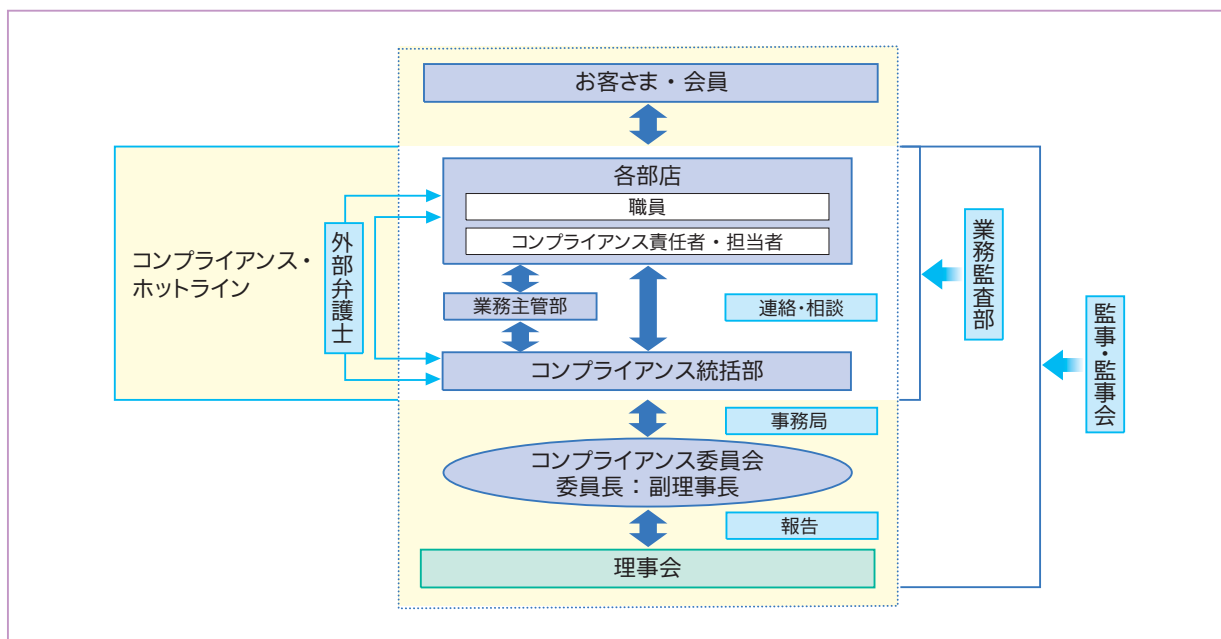 お客さま・会員
各部店
職員
コンプライアンス責任者・担当者
コンプライアンス・
ホットライン
外部弁護士
業務主管部
連絡・相談
業務監査部
監事・監事会
コンプライアンス統括部
事務局
コンプライアンス委員会
委員長：副理事長
報告
理事会